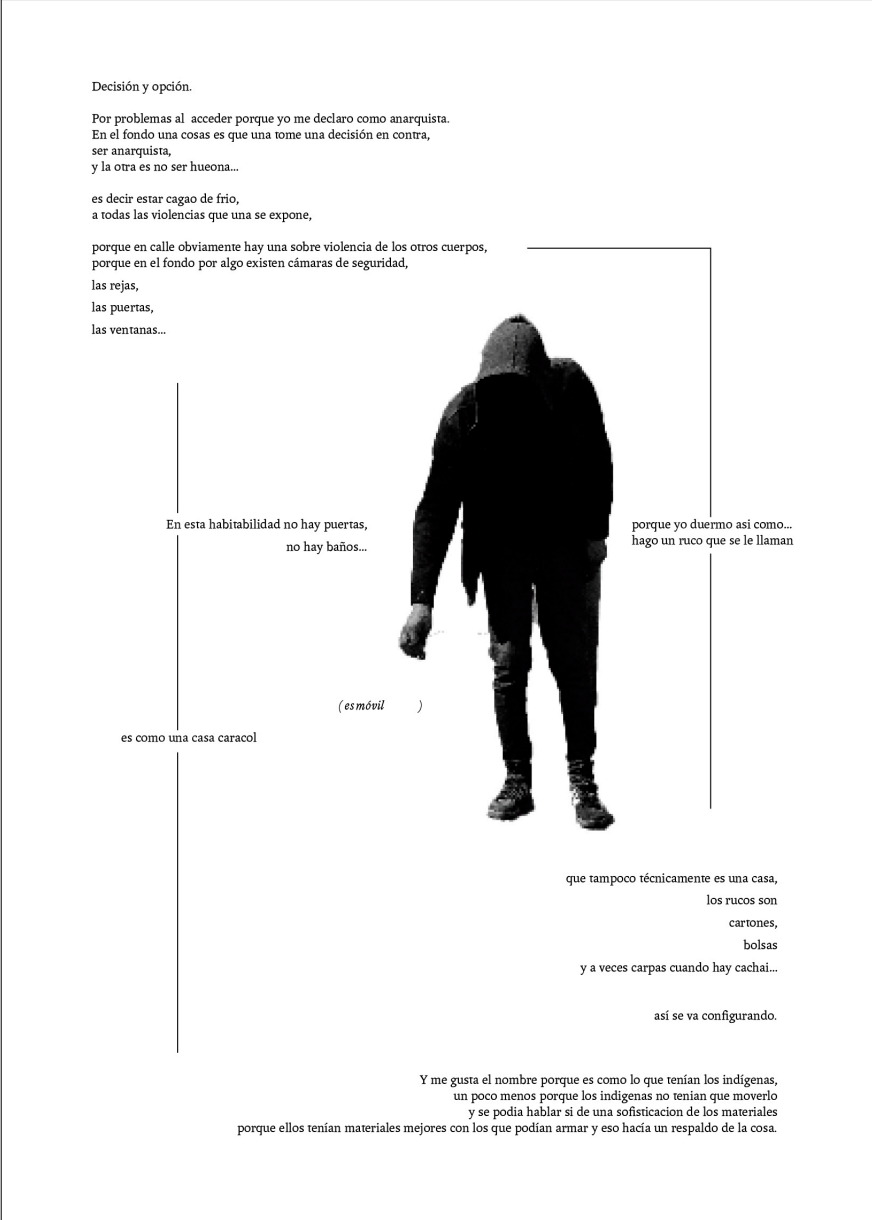 Decisión y opción.
Por problemas al  acceder porque yo me declaro como anarquista.
En el fondo una cosas es que una tome una decisión en contra,
ser anarquista,
y la otra es no ser hueona...
es decir estar cagao de frio,
a todas las violencias que una se expone,
porque en calle obviamente hay una sobre violencia de los otros cuerpos,
porque en el fondo por algo existen cámaras de seguridad,
las rejas,
las puertas,
las ventanas...
En esta habitabilidad no hay puertas,
no hay baños...
porque yo duermo asi como...
hago un ruco que se le llaman
( es móvil )
es como una casa caracol
que tampoco técnicamente es una casa,
los rucos son
cartones,
bolsas
y a veces carpas cuando hay cachai...
así se va configurando.
Y me gusta el nombre porque es como lo que tenían los indígenas,
un poco menos porque los indigenas no tenian que moverlo
y se podia hablar si de una sofisticacion de los materiales
porque ellos tenían materiales mejores con los que podían armar y eso hacía un respaldo de la cosa.